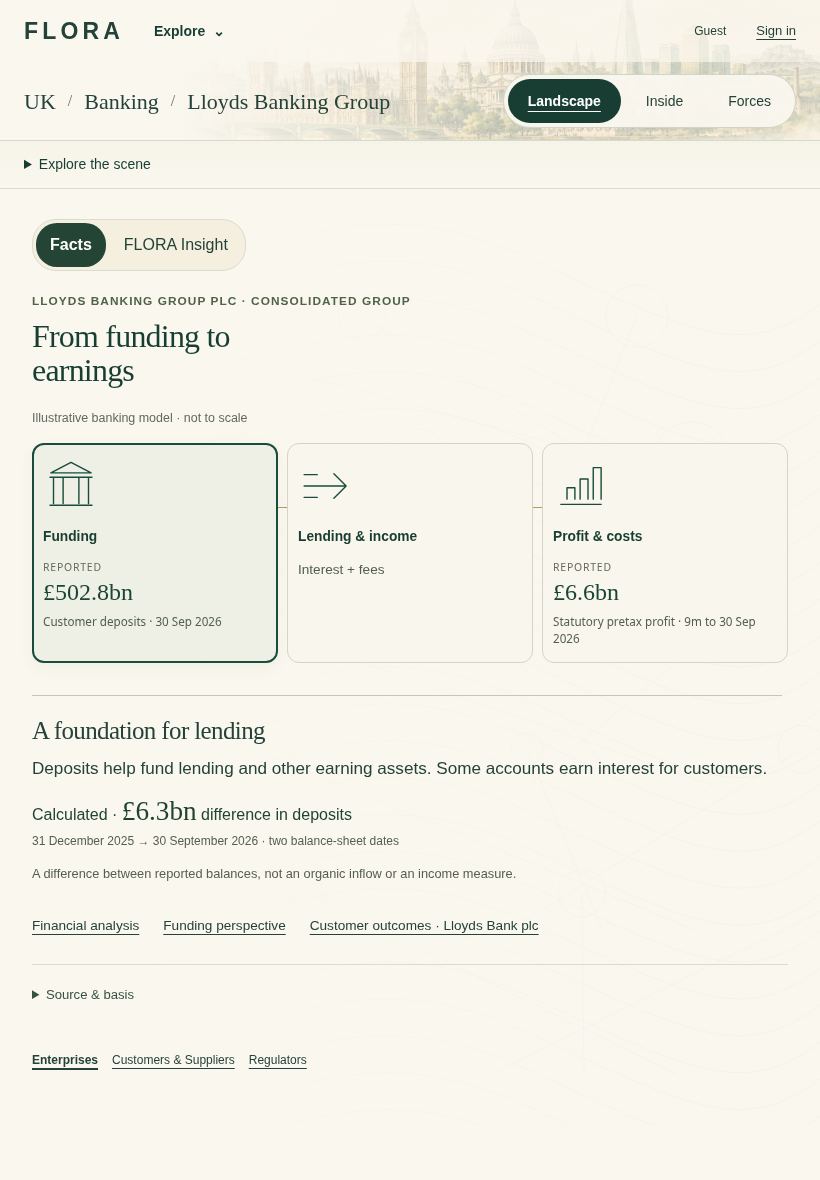 FLORA
Explore
Guest
Sign in
UK / Banking / Lloyds Banking Group
Landscape
Inside
Forces
Explore the scene
Facts
FLORA Insight
LLOYDS BANKING GROUP PLC · CONSOLIDATED GROUP
From funding to
earnings
Illustrative banking model · not to scale
Funding
REPORTED
£502.8bn
Customer deposits · 30 Sep 2026
Lending & income
Interest + fees
Profit & costs
REPORTED
£6.6bn
Statutory pretax profit · 9m to 30 Sep
2026
A foundation for lending
Deposits help fund lending and other earning assets. Some accounts earn interest for customers.
Calculated · £6.3bn difference in deposits
31 December 2025 → 30 September 2026 · two balance-sheet dates
A difference between reported balances, not an organic inflow or an income measure.
Financial analysis
Funding perspective
Customer outcomes · Lloyds Bank plc
Source & basis
Enterprises
Customers & Suppliers
Regulators